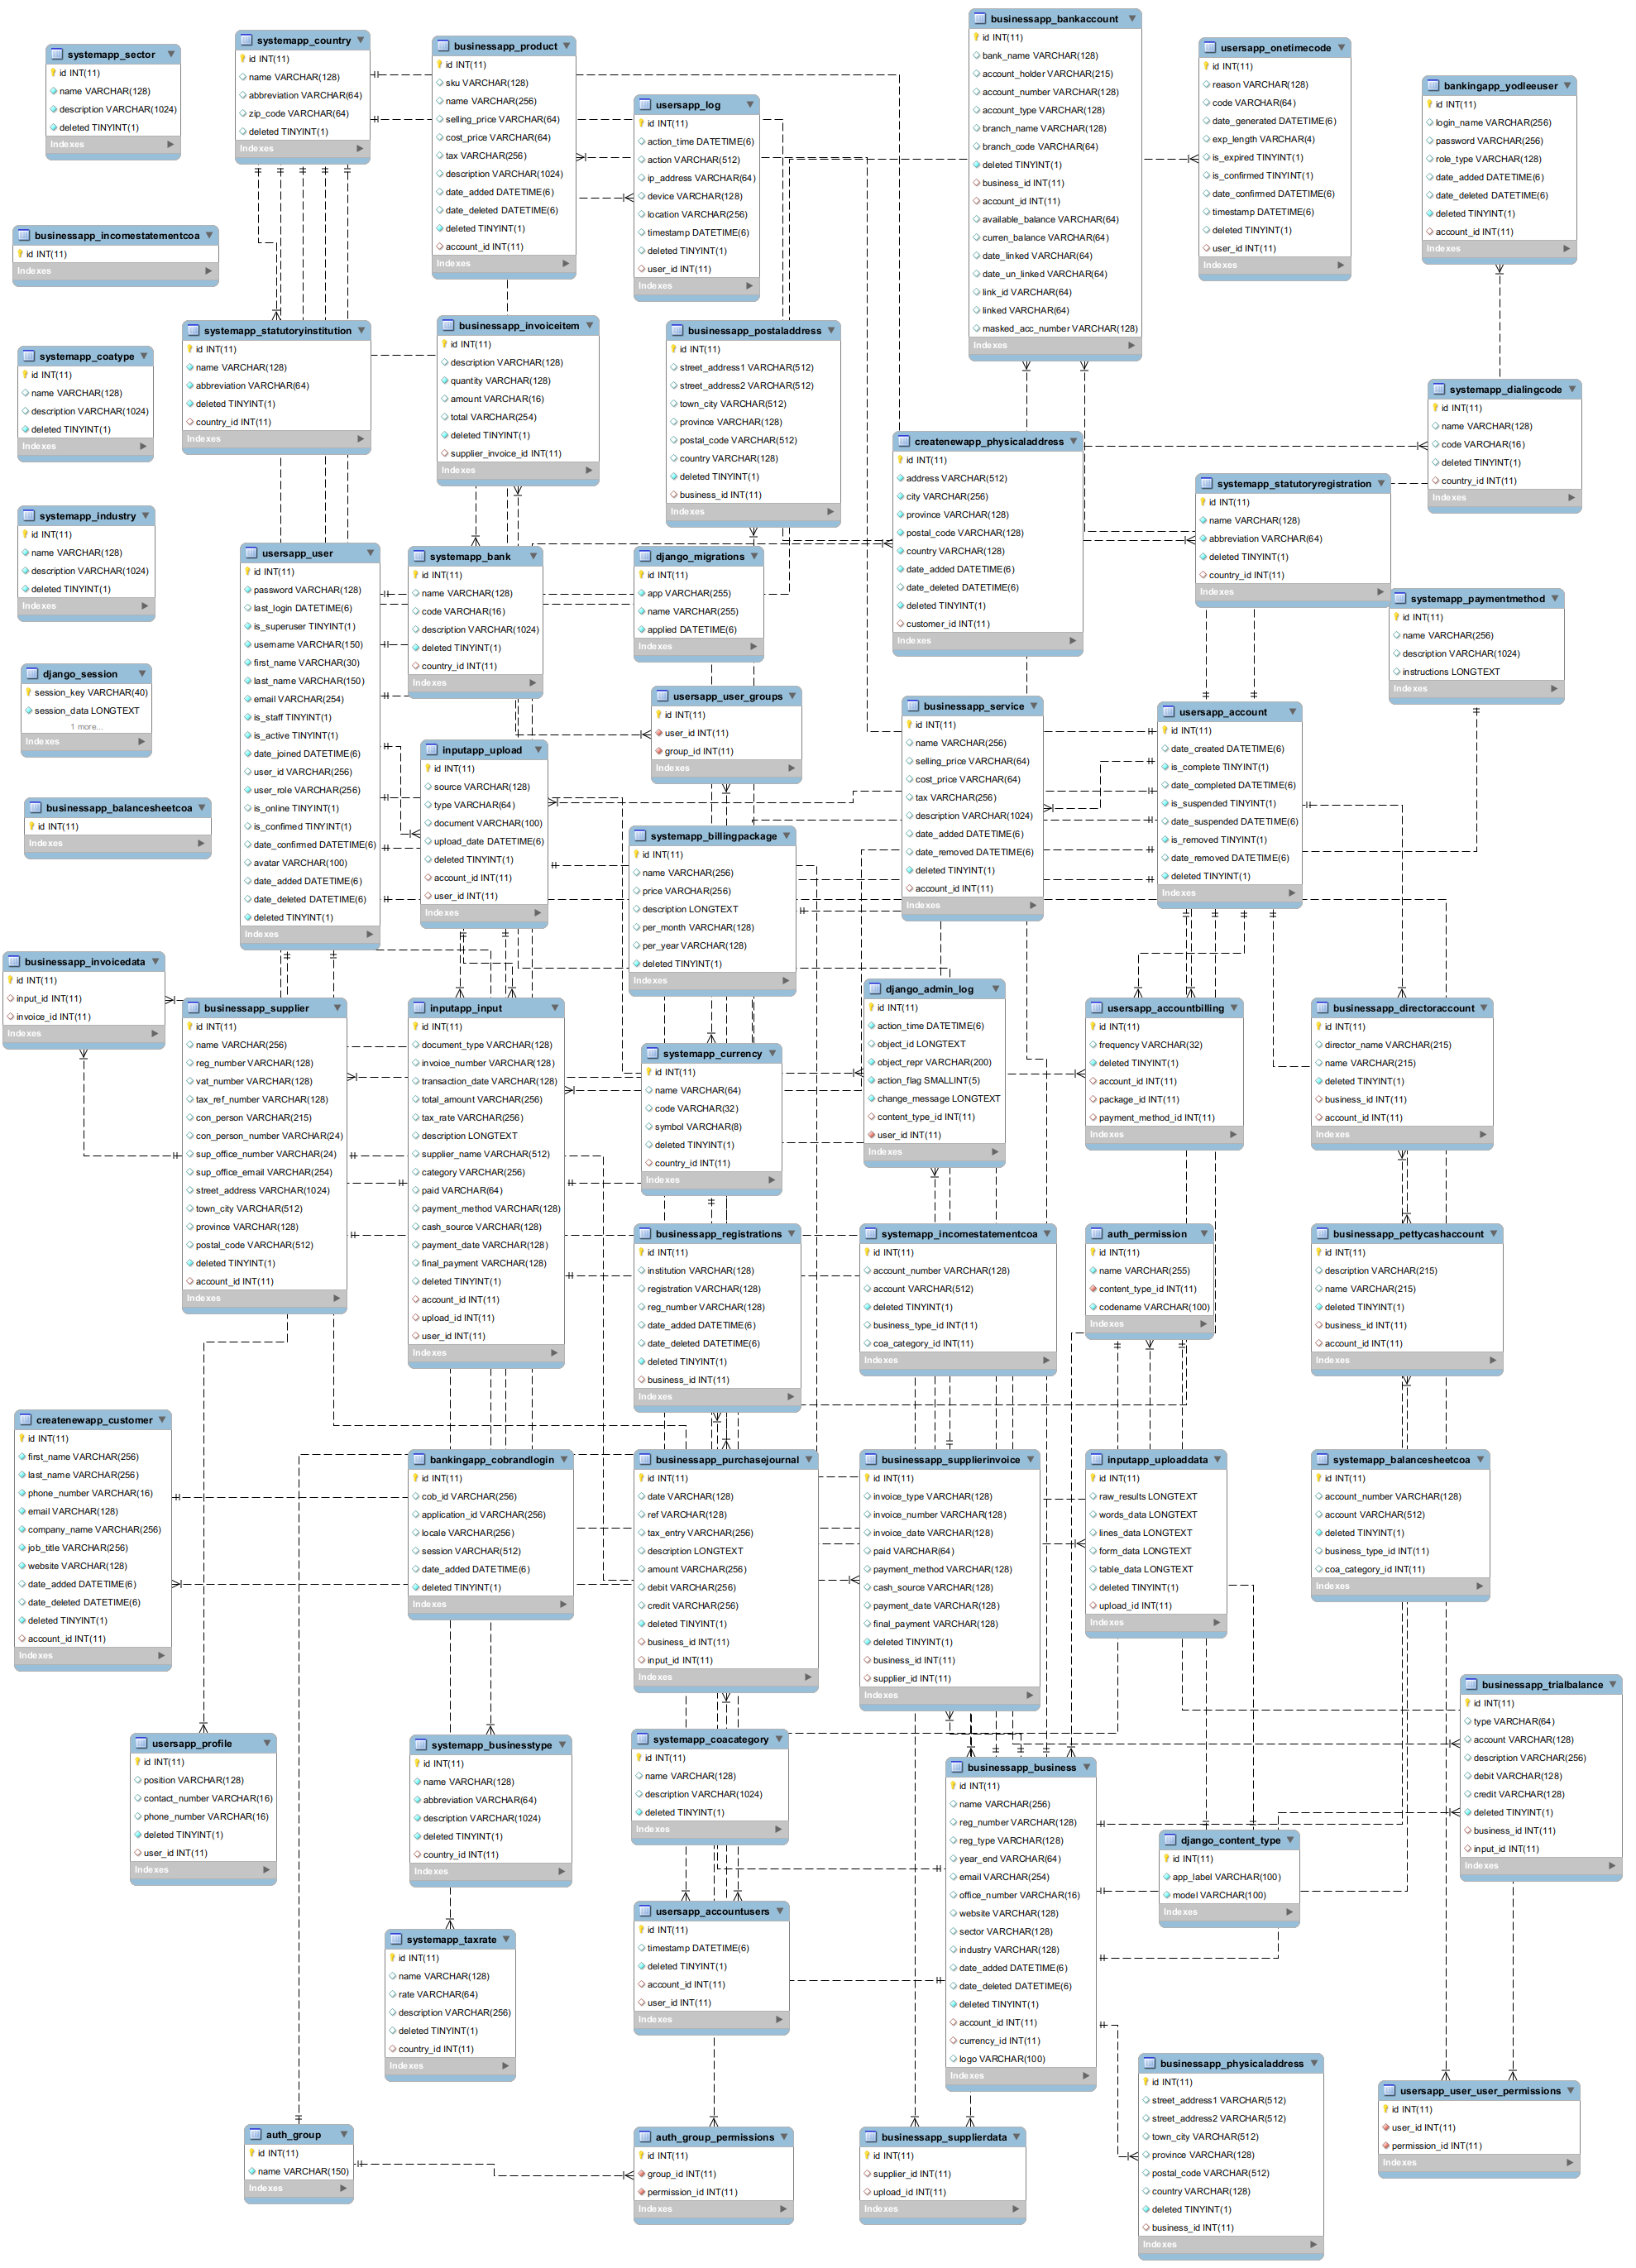 systemapp_sector
id INT(11)
name VARCHAR(128)
description VARCHAR(1024)
deleted TINYINT(1)
Indexes
systemapp_country
id INT(11)
name VARCHAR(128)
abbreviation VARCHAR(64)
zip_code VARCHAR(64)
deleted TINYINT(1)
Indexes
businessapp_product
id INT(11)
sku VARCHAR(128)
name VARCHAR(256)
selling_price VARCHAR(64)
cost_price VARCHAR(64)
tax VARCHAR(256)
description VARCHAR(1024)
date_added DATETIME(6)
date_deleted DATETIME(6)
deleted TINYINT(1)
account_id INT(11)
Indexes
usersapp_log
id INT(11)
action_time DATETIME(6)
action VARCHAR(512)
ip_address VARCHAR(64)
device VARCHAR(128)
location VARCHAR(256)
timestamp DATETIME(6)
deleted TINYINT(1)
user_id INT(11)
Indexes
businessapp_bankaccount
id INT(11)
bank_name VARCHAR(128)
account_holder VARCHAR(215)
account_number VARCHAR(128)
account_type VARCHAR(128)
branch_name VARCHAR(128)
branch_code VARCHAR(64)
deleted TINYINT(1)
business_id INT(11)
account_id INT(11)
available_balance VARCHAR(64)
curren_balance VARCHAR(64)
date_linked VARCHAR(64)
date_un_linked VARCHAR(64)
link_id VARCHAR(64)
linked VARCHAR(64)
masked_acc_number VARCHAR(128)
Indexes
usersapp_onetimecode
id INT(11)
reason VARCHAR(128)
code VARCHAR(64)
date_generated DATETIME(6)
exp_length VARCHAR(4)
is_expired TINYINT(1)
is_confirmed TINYINT(1)
date_confirmed DATETIME(6)
timestamp DATETIME(6)
deleted TINYINT(1)
user_id INT(11)
Indexes
bankingapp_yodleeuser
id INT(11)
login_name VARCHAR(256)
password VARCHAR(256)
role_type VARCHAR(128)
date_added DATETIME(6)
date_deleted DATETIME(6)
deleted TINYINT(1)
account_id INT(11)
Indexes
businessapp_incomestatementcoa
id INT(11)
Indexes
systemapp_coatype
id INT(11)
name VARCHAR(128)
description VARCHAR(1024)
deleted TINYINT(1)
Indexes
systemapp_statutoryinstitution
id INT(11)
name VARCHAR(128)
abbreviation VARCHAR(64)
deleted TINYINT(1)
country_id INT(11)
Indexes
businessapp_invoiceitem
id INT(11)
description VARCHAR(128)
quantity VARCHAR(128)
amount VARCHAR(16)
total VARCHAR(254)
deleted TINYINT(1)
supplier_invoice_id INT(11)
Indexes
businessapp_postaladdress
id INT(11)
street_address1 VARCHAR(512)
street_address2 VARCHAR(512)
town_city VARCHAR(512)
province VARCHAR(128)
postal_code VARCHAR(512)
country VARCHAR(128)
deleted TINYINT(1)
business_id INT(11)
Indexes
createnewapp_physicaladdress
id INT(11)
address VARCHAR(512)
city VARCHAR(256)
province VARCHAR(128)
postal_code VARCHAR(128)
country VARCHAR(128)
date_added DATETIME(6)
date_deleted DATETIME(6)
deleted TINYINT(1)
customer_id INT(11)
Indexes
systemapp_dialingcode
id INT(11)
name VARCHAR(128)
code VARCHAR(16)
deleted TINYINT(1)
country_id INT(11)
Indexes
systemapp_statutoryregistration
id INT(11)
name VARCHAR(128)
abbreviation VARCHAR(64)
deleted TINYINT(1)
country_id INT(11)
Indexes
systemapp_paymentmethod
id INT(11)
name VARCHAR(256)
description VARCHAR(1024)
instructions LONGTEXT
Indexes
systemapp_industry
id INT(11)
name VARCHAR(128)
description VARCHAR(1024)
deleted TINYINT(1)
Indexes
usersapp_user
id INT(11)
password VARCHAR(128)
last_login DATETIME(6)
is_superuser TINYINT(1)
username VARCHAR(150)
first_name VARCHAR(30)
last_name VARCHAR(150)
email VARCHAR(254)
is_staff TINYINT(1)
is_active TINYINT(1)
date_joined DATETIME(6)
user_id VARCHAR(256)
user_role VARCHAR(256)
is_online TINYINT(1)
is_confimed TINYINT(1)
date_confirmed DATETIME(6)
avatar VARCHAR(100)
date_added DATETIME(6)
date_deleted DATETIME(6)
deleted TINYINT(1)
Indexes
systemapp_bank
id INT(11)
name VARCHAR(128)
code VARCHAR(16)
description VARCHAR(1024)
deleted TINYINT(1)
country_id INT(11)
Indexes
django_migrations
id INT(11)
app VARCHAR(255)
name VARCHAR(255)
applied DATETIME(6)
Indexes
django_session
session_key VARCHAR(40)
session_data LONGTEXT
1 more...
Indexes
usersapp_user_groups
id INT(11)
user_id INT(11)
group_id INT(11)
Indexes
businessapp_service
id INT(11)
name VARCHAR(256)
selling_price VARCHAR(64)
cost_price VARCHAR(64)
tax VARCHAR(256)
description VARCHAR(1024)
date_added DATETIME(6)
date_removed DATETIME(6)
deleted TINYINT(1)
account_id INT(11)
Indexes
usersapp_account
id INT(11)
date_created DATETIME(6)
is_complete TINYINT(1)
date_completed DATETIME(6)
is_suspended TINYINT(1)
date_suspended DATETIME(6)
is_removed TINYINT(1)
date_removed DATETIME(6)
deleted TINYINT(1)
Indexes
inputapp_upload
id INT(11)
source VARCHAR(128)
type VARCHAR(64)
document VARCHAR(100)
upload_date DATETIME(6)
deleted TINYINT(1)
account_id INT(11)
user_id INT(11)
Indexes
businessapp_balancesheetcoa
id INT(11)
Indexes
systemapp_billingpackage
id INT(11)
name VARCHAR(256)
price VARCHAR(256)
description LONGTEXT
per_month VARCHAR(128)
per_year VARCHAR(128)
deleted TINYINT(1)
Indexes
businessapp_invoicedata
id INT(11)
input_id INT(11)
invoice_id INT(11)
Indexes
businessapp_supplier
id INT(11)
name VARCHAR(256)
reg_number VARCHAR(128)
vat_number VARCHAR(128)
tax_ref_number VARCHAR(128)
con_person VARCHAR(215)
con_person_number VARCHAR(24)
sup_office_number VARCHAR(24)
sup_office_email VARCHAR(254)
street_address VARCHAR(1024)
town_city VARCHAR(512)
province VARCHAR(128)
postal_code VARCHAR(512)
deleted TINYINT(1)
account_id INT(11)
Indexes
inputapp_input
id INT(11)
document_type VARCHAR(128)
invoice_number VARCHAR(128)
transaction_date VARCHAR(128)
total_amount VARCHAR(256)
tax_rate VARCHAR(256)
description LONGTEXT
supplier_name VARCHAR(512)
category VARCHAR(256)
paid VARCHAR(64)
payment_method VARCHAR(128)
cash_source VARCHAR(128)
payment_date VARCHAR(128)
final_payment VARCHAR(128)
deleted TINYINT(1)
account_id INT(11)
upload_id INT(11)
user_id INT(11)
Indexes
systemapp_currency
id INT(11)
name VARCHAR(64)
code VARCHAR(32)
symbol VARCHAR(8)
deleted TINYINT(1)
country_id INT(11)
Indexes
django_admin_log
id INT(11)
action_time DATETIME(6)
object_id LONGTEXT
object_repr VARCHAR(200)
action_flag SMALLINT(5)
change_message LONGTEXT
content_type_id INT(11)
user_id INT(11)
Indexes
usersapp_accountbilling
id INT(11)
frequency VARCHAR(32)
deleted TINYINT(1)
account_id INT(11)
package_id INT(11)
payment_method_id INT(11)
Indexes
businessapp_directoraccount
id INT(11)
director_name VARCHAR(215)
name VARCHAR(215)
deleted TINYINT(1)
business_id INT(11)
account_id INT(11)
Indexes
businessapp_registrations
id INT(11)
institution VARCHAR(128)
registration VARCHAR(128)
reg_number VARCHAR(128)
date_added DATETIME(6)
date_deleted DATETIME(6)
deleted TINYINT(1)
business_id INT(11)
Indexes
systemapp_incomestatementcoa
id INT(11)
account_number VARCHAR(128)
account VARCHAR(512)
deleted TINYINT(1)
business_type_id INT(11)
coa_category_id INT(11)
Indexes
auth_permission
id INT(11)
name VARCHAR(255)
content_type_id INT(11)
codename VARCHAR(100)
Indexes
businessapp_pettycashaccount
id INT(11)
description VARCHAR(215)
name VARCHAR(215)
deleted TINYINT(1)
business_id INT(11)
account_id INT(11)
Indexes
createnewapp_customer
id INT(11)
first_name VARCHAR(256)
last_name VARCHAR(256)
phone_number VARCHAR(16)
email VARCHAR(128)
company_name VARCHAR(256)
job_title VARCHAR(256)
website VARCHAR(128)
date_added DATETIME(6)
date_deleted DATETIME(6)
deleted TINYINT(1)
account_id INT(11)
Indexes
bankingapp_cobrandlogin
id INT(11)
cob_id VARCHAR(256)
application_id VARCHAR(256)
locale VARCHAR(256)
session VARCHAR(512)
date_added DATETIME(6)
deleted TINYINT(1)
Indexes
businessapp_purchasejournal
id INT(11)
date VARCHAR(128)
ref VARCHAR(128)
tax_entry VARCHAR(256)
description LONGTEXT
amount VARCHAR(256)
debit VARCHAR(256)
credit VARCHAR(256)
deleted TINYINT(1)
business_id INT(11)
input_id INT(11)
Indexes
businessapp_supplierinvoice
id INT(11)
invoice_type VARCHAR(128)
invoice_number VARCHAR(128)
invoice_date VARCHAR(128)
paid VARCHAR(64)
payment_method VARCHAR(128)
cash_source VARCHAR(128)
payment_date VARCHAR(128)
final_payment VARCHAR(128)
deleted TINYINT(1)
business_id INT(11)
supplier_id INT(11)
Indexes
inputapp_uploaddata
id INT(11)
raw_results LONGTEXT
words_data LONGTEXT
lines_data LONGTEXT
form_data LONGTEXT
table_data LONGTEXT
deleted TINYINT(1)
upload_id INT(11)
Indexes
systemapp_balancesheetcoa
id INT(11)
account_number VARCHAR(128)
account VARCHAR(512)
deleted TINYINT(1)
business_type_id INT(11)
coa_category_id INT(11)
Indexes
businessapp_trialbalance
id INT(11)
type VARCHAR(64)
account VARCHAR(128)
description VARCHAR(256)
debit VARCHAR(128)
credit VARCHAR(128)
deleted TINYINT(1)
business_id INT(11)
input_id INT(11)
Indexes
usersapp_profile
id INT(11)
position VARCHAR(128)
contact_number VARCHAR(16)
phone_number VARCHAR(16)
deleted TINYINT(1)
user_id INT(11)
Indexes
systemapp_businesstype
id INT(11)
name VARCHAR(128)
abbreviation VARCHAR(64)
description VARCHAR(1024)
deleted TINYINT(1)
country_id INT(11)
Indexes
systemapp_coacategory
id INT(11)
name VARCHAR(128)
description VARCHAR(1024)
deleted TINYINT(1)
Indexes
businessapp_business
id INT(11)
name VARCHAR(256)
reg_number VARCHAR(128)
reg_type VARCHAR(128)
year_end VARCHAR(64)
email VARCHAR(254)
office_number VARCHAR(16)
website VARCHAR(128)
sector VARCHAR(128)
industry VARCHAR(128)
date_added DATETIME(6)
date_deleted DATETIME(6)
deleted TINYINT(1)
account_id INT(11)
currency_id INT(11)
logo VARCHAR(100)
Indexes
django_content_type
id INT(11)
app_label VARCHAR(100)
model VARCHAR(100)
Indexes
usersapp_accountusers
id INT(11)
timestamp DATETIME(6)
deleted TINYINT(1)
account_id INT(11)
user_id INT(11)
Indexes
systemapp_taxrate
id INT(11)
name VARCHAR(128)
rate VARCHAR(64)
description VARCHAR(256)
deleted TINYINT(1)
country_id INT(11)
Indexes
businessapp_physicaladdress
id INT(11)
street_address1 VARCHAR(512)
street_address2 VARCHAR(512)
town_city VARCHAR(512)
province VARCHAR(128)
postal_code VARCHAR(512)
country VARCHAR(128)
deleted TINYINT(1)
business_id INT(11)
Indexes
usersapp_user_user_permissions
id INT(11)
user_id INT(11)
permission_id INT(11)
Indexes
auth_group
id INT(11)
name VARCHAR(150)
Indexes
auth_group_permissions
id INT(11)
group_id INT(11)
permission_id INT(11)
Indexes
businessapp_supplierdata
id INT(11)
supplier_id INT(11)
upload_id INT(11)
Indexes